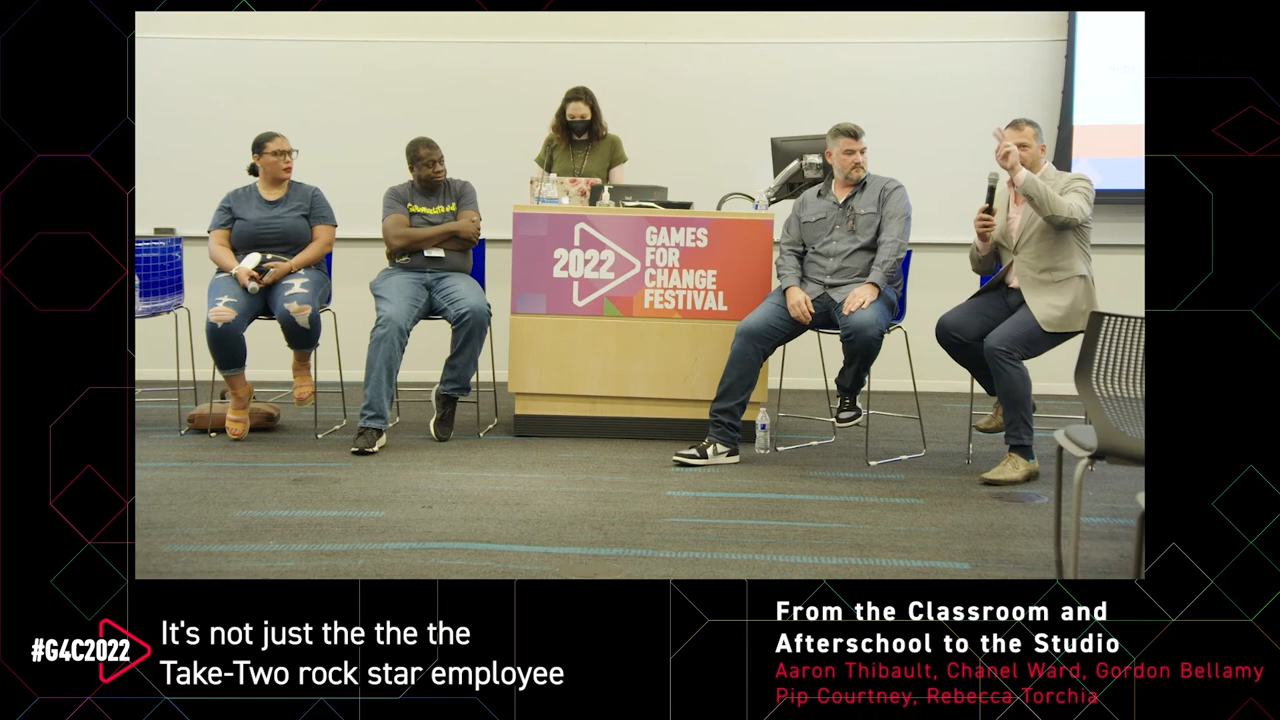 2022
GAMES
FOR
CHANGE
FESTIVAL
#G4C2022
It's not just the the the
Take-Two rock star employee
From the Classroom and
Afterschool to the Studio
Aaron Thibault, Chanel Ward, Gordon Bellamy
Pip Courtney, Rebecca Torchia